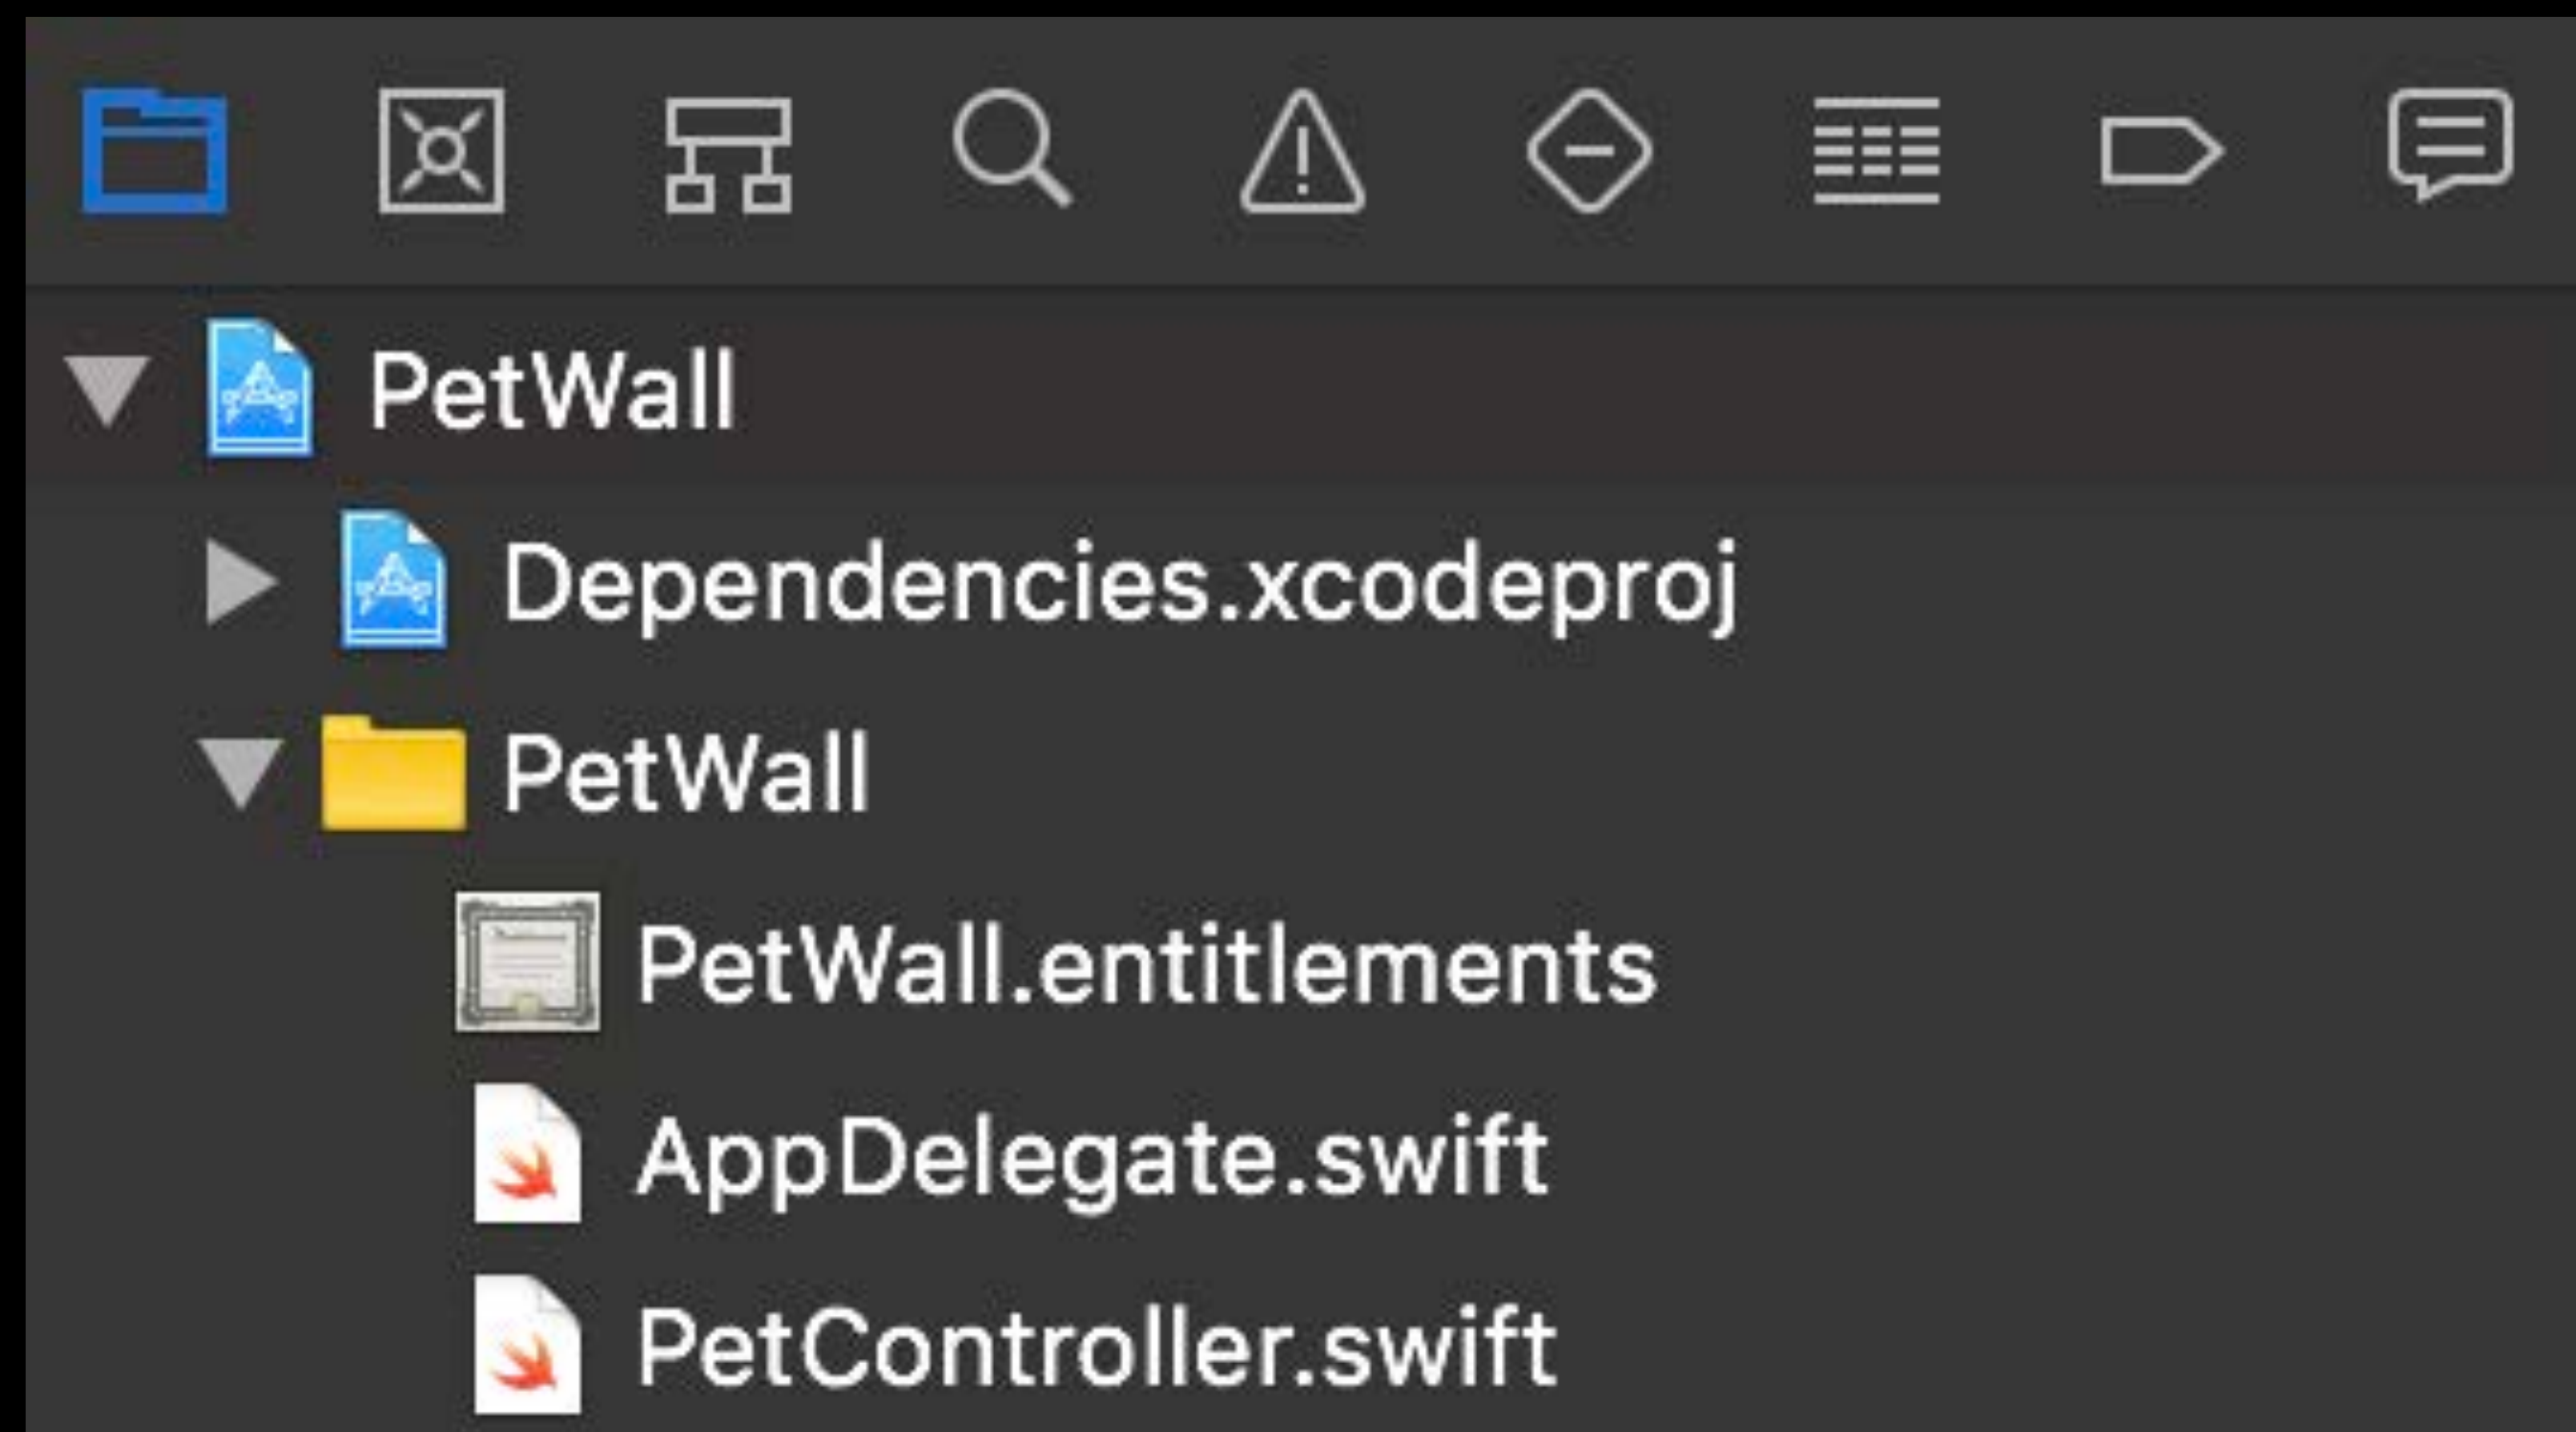 PetWall
Dependencies.xcodeproj
PetWall
PetWall.entitlements
AppDelegate.swift
PetController.swift